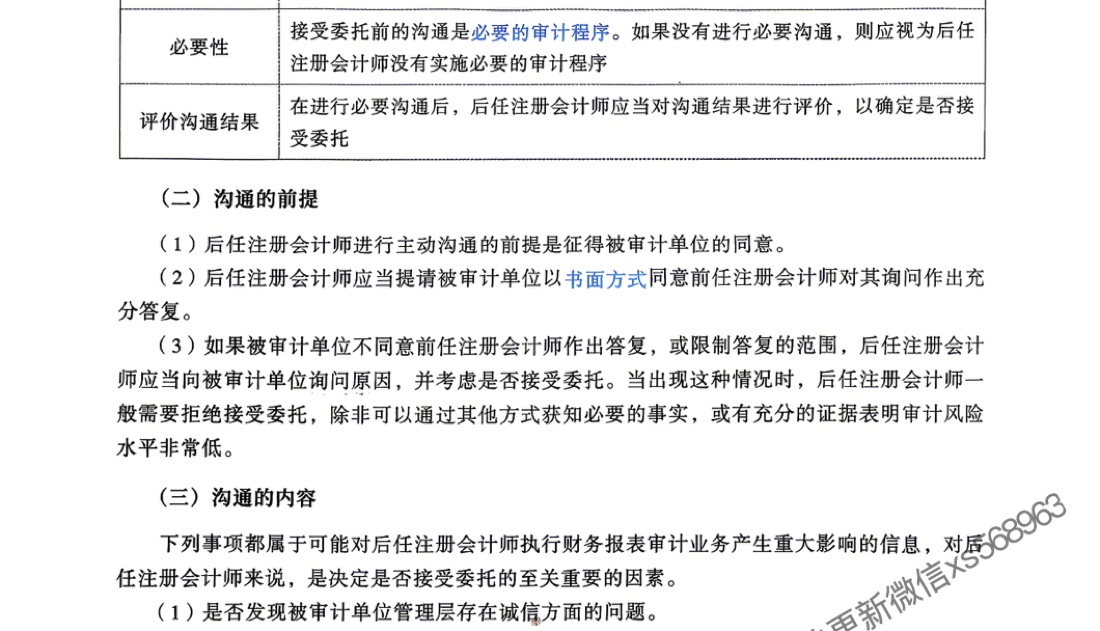 必要性
接受委托前的沟通是必要的审计程序。如果没有进行必要沟通，则应视为后任
注册会计师没有实施必要的审计程序
评价沟通结果
在进行必要沟通后，后任注册会计师应当对沟通结果进行评价，以确定是否接
受委托
（二）沟通的前提
（1）后任注册会计师进行主动沟通的前提是征得被审计单位的同意。
（2）后任注册会计师应当提请被审计单位以书面方式同意前任注册会计师对其询问作出充
分答复。
（3）如果被审计单位不同意前任注册会计师作出答复，或限制答复的范围，后任注册会计
师应当向被审计单位询问原因，并考虑是否接受委托。当出现这种情况时，后任注册会计师一
般需要拒绝接受委托，除非可以通过其他方式获知必要的事实，或有充分的证据表明审计风险
水平非常低。
（三）沟通的内容
下列事项都属于可能对后任注册会计师执行财务报表审计业务产生重大影响的信息，对后
任注册会计师来说，是决定是否接受委托的至关重要的因素。
（1）是否发现被审计单位管理层存在诚信方面的问题。
更新微信xs568963